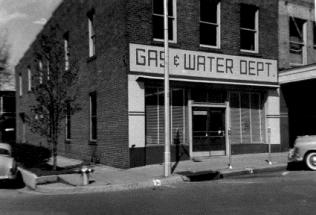 GAS & WATER DEPT.